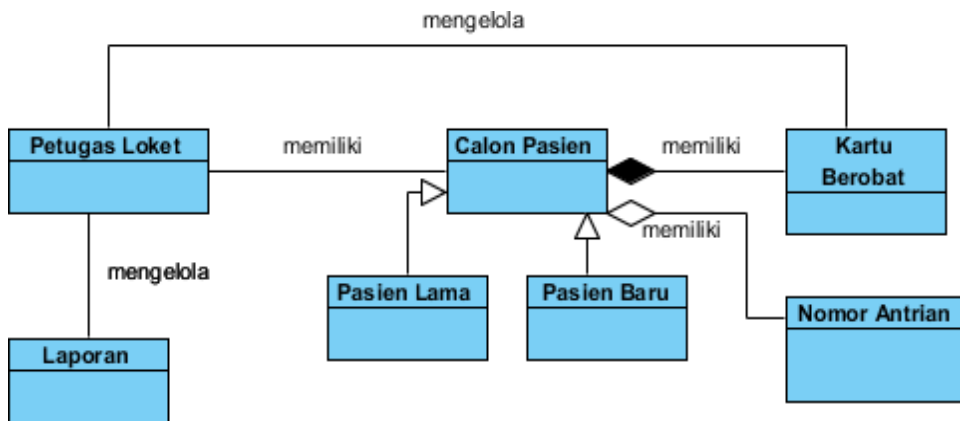 mengelola
Petugas Loket
memiliki
Calon Pasien
memiliki
Kartu
Berobat
memiliki
mengelola
Pasien Lama
Pasien Baru
Nomor Antrian
Laporan